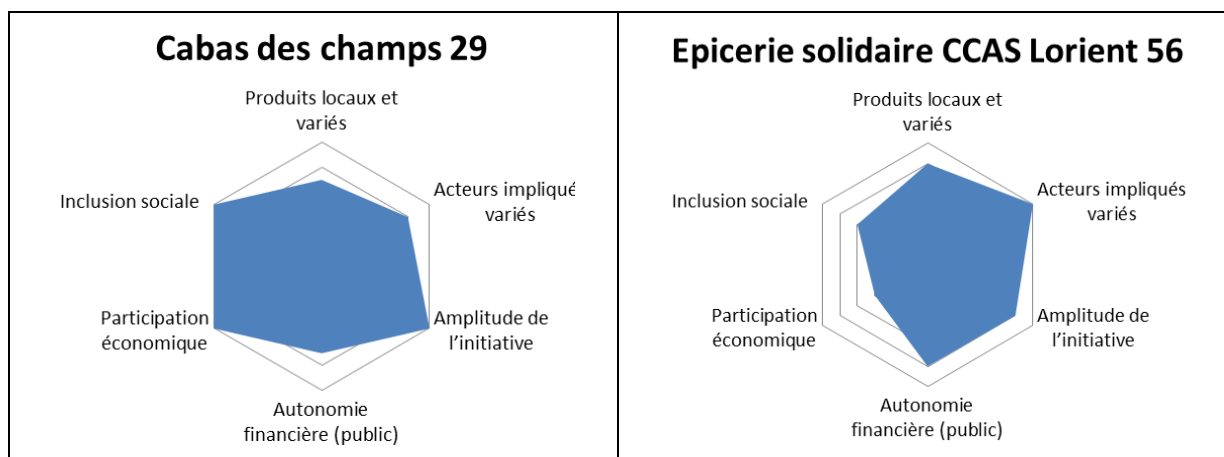 Cabas des champs 29
Produits locaux et
variés
Acteurs impliqué
variés
Amplitude de
l'initiative
Autonomie
financière (public)
Participation
économique
Inclusion sociale
Epicerie solidaire CCAS Lorient 56
Produits locaux et
variés
Acteurs impliqués
variés
Amplitude de
l'initiative
Autonomie
financière (public)
Participation
économique
Inclusion sociale